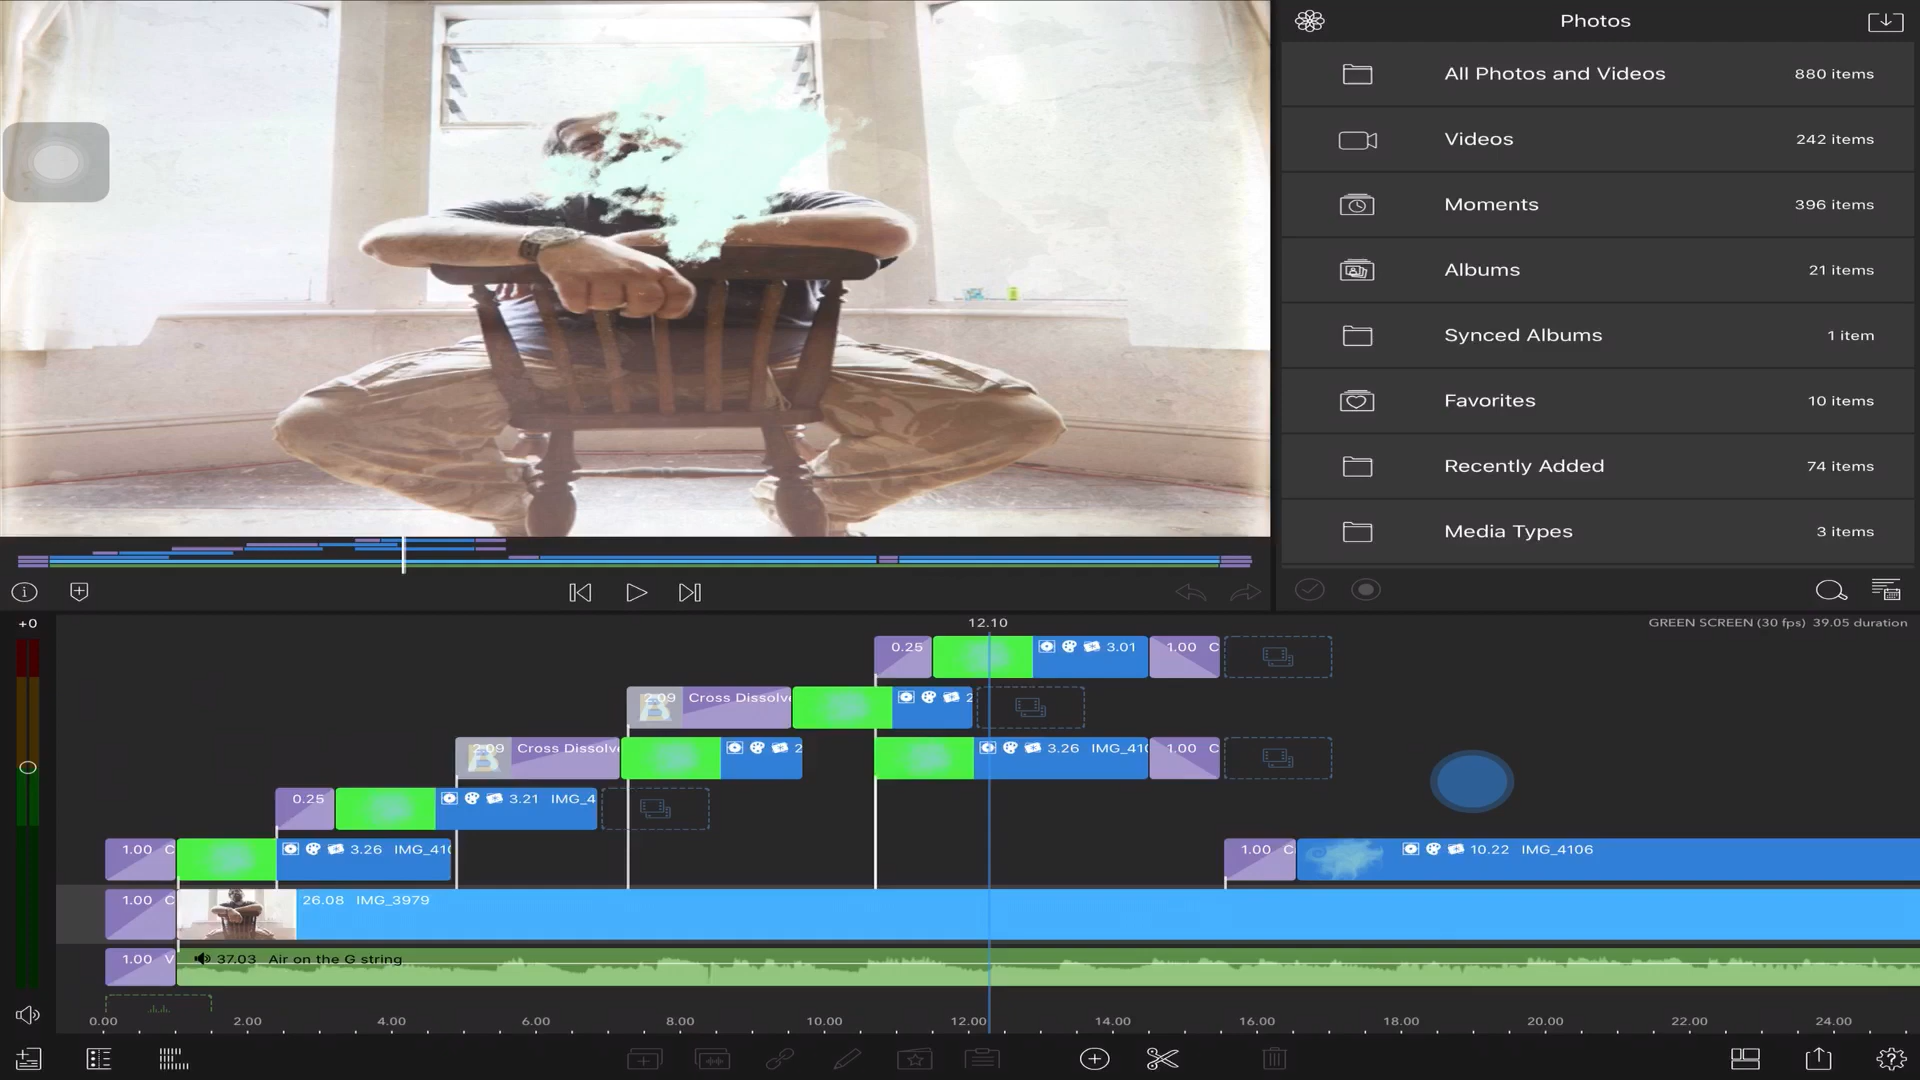 Photos
All Photos and Videos 880 items
Videos 242 items
Moments 396 items
Albums 21 items
Synced Albums 1 item
Favorites 10 items
Recently Added 74 items
Media Types 3 items
+0
12.10
GREEN SCREEN (30 fps) 39.05 duration
0.25 3.01 1.00 C
2.09 Cross Dissolv 2
2.09 Cross Dissolv 2 3.26 IMG_410 1.00 C
0.25 3.21 IMG_4
1.00 C 3.26 IMG_410 1.00 C 10.22 IMG_4106
1.00 C 26.08 IMG_3979
1.00 V 37.03 Air on the G string
0.00 2.00 4.00 6.00 8.00 10.00 12.00 14.00 16.00 18.00 20.00 22.00 24.00